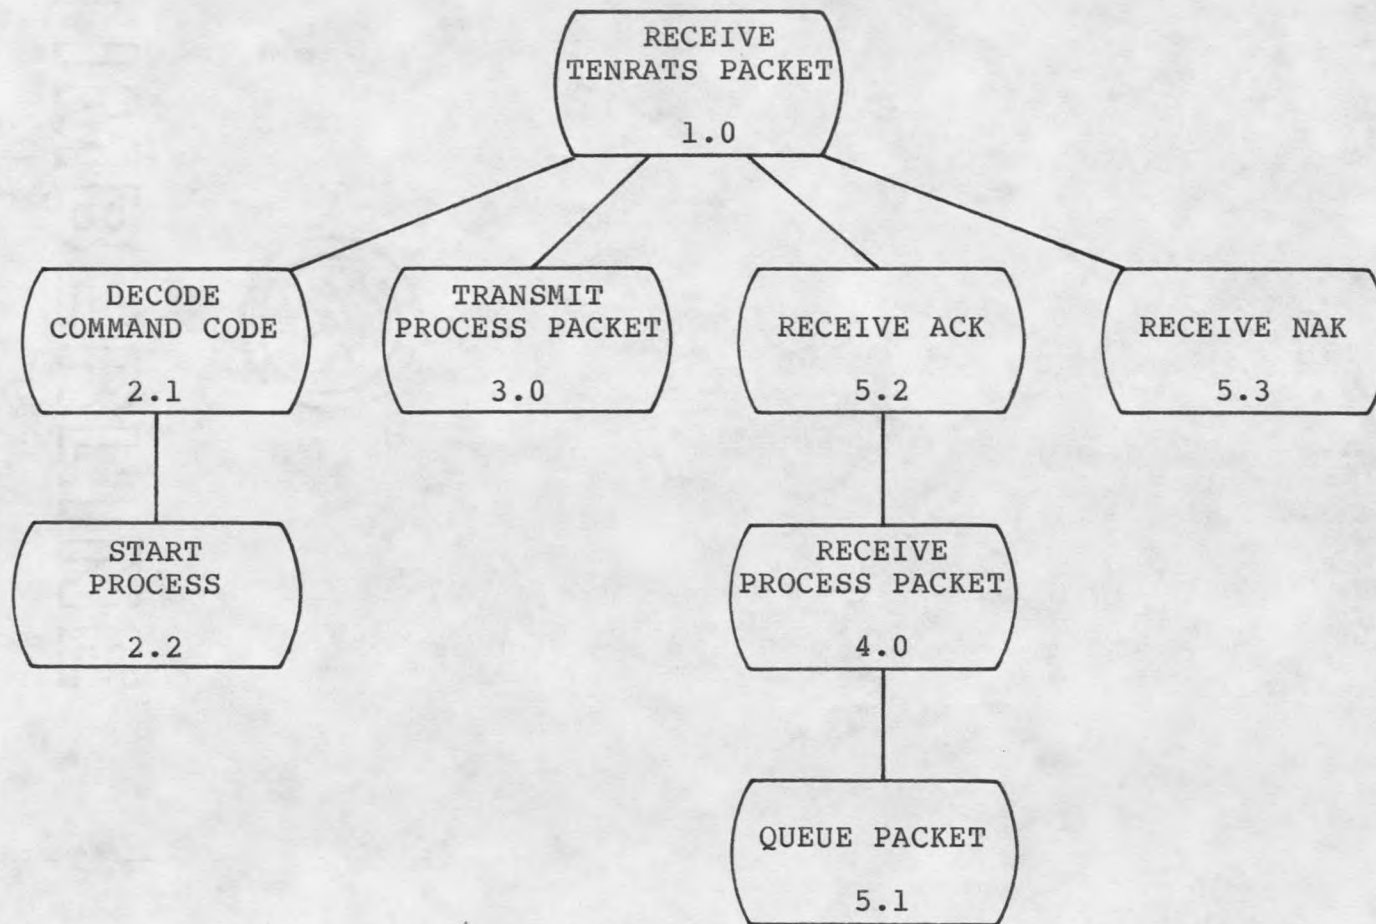 RECEIVE
TENRATS PACKET
1.0
DECODE
COMMAND CODE
2.1
TRANSMIT
PROCESS PACKET
3.0
RECEIVE ACK
5.2
RECEIVE NAK
5.3
START
PROCESS
2.2
RECEIVE
PROCESS PACKET
4.0
QUEUE PACKET
5.1